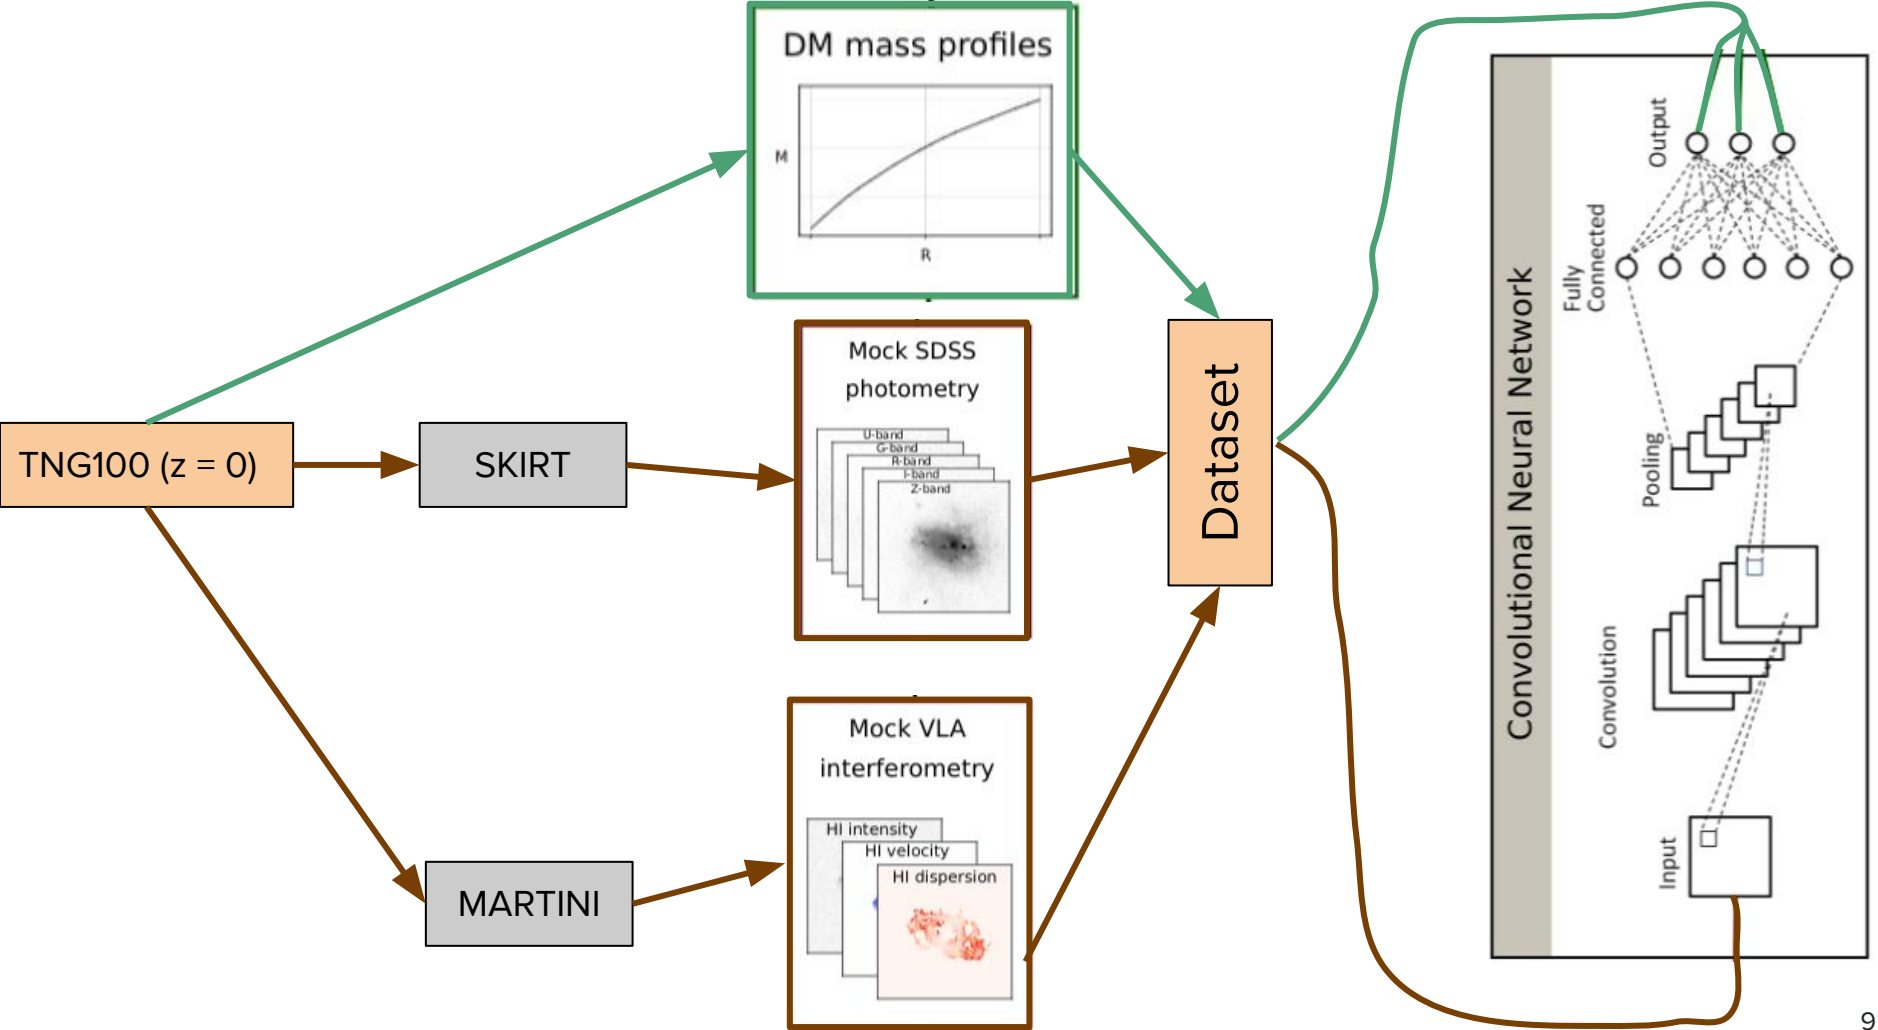 DM mass profiles
M
R
TNG100 (z = 0)
SKIRT
Mock SDSS
photometry
U-band
G-band
R-band
I-band
Z-band
MARTINI
Mock VLA
interferometry
HI intensity
HI velocity
HI dispersion
Dataset
Convolutional Neural Network
Output
Fully
Connected
Pooling
Convolution
Input
9